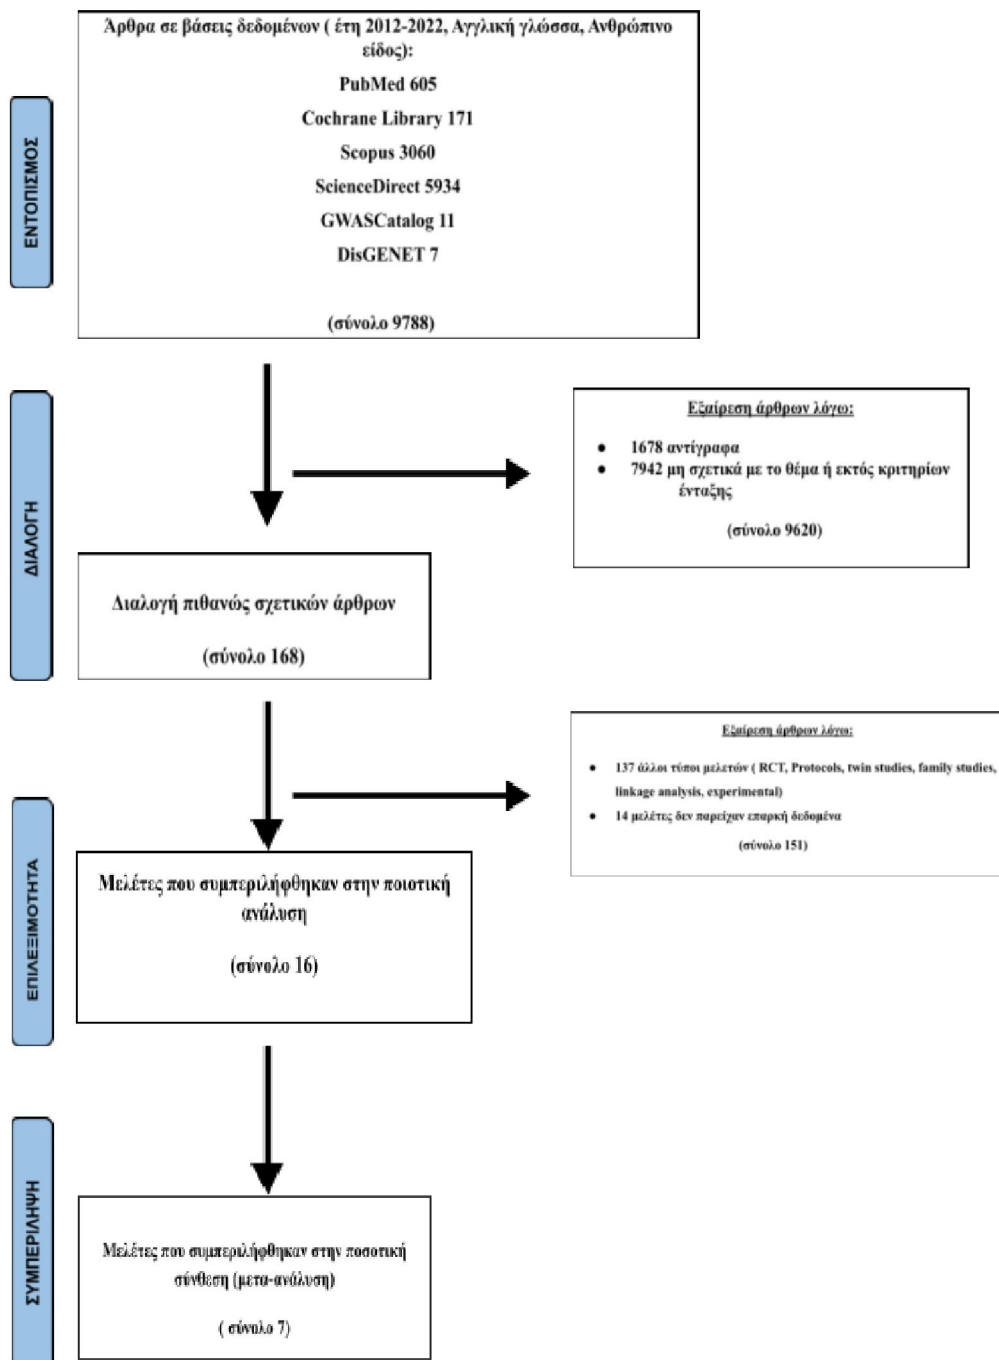 Άρθρα σε βάσεις δεδομένων ( έτη 2012-2022, Αγγλική γλώσσα, Ανθρώπινο
είδος):
PubMed 605
Cochrane Library 171
Scopus 3060
ScienceDirect 5934
GWASCatalog 11
DisGENET 7
(σύνολο 9788)
ΕΝΤΟΠΙΣΜΟΣ
Εξαίρεση άρθρων λόγω:
● 1678 αντίγραφα
● 7942 μη σχετικά με το θέμα ή εκτός κριτηρίων
ένταξης
(σύνολο 9620)
ΔΙΑΛΟΓΗ
Διαλογή πιθανώς σχετικών άρθρων
(σύνολο 168)
Εξαίρεση άρθρων λόγω:
● 137 άλλοι τύποι μελετών ( RCT, Protocols, twin studies, family studies,
linkage analysis, experimental)
● 14 μελέτες δεν παρείχαν επαρκή δεδομένα
(σύνολο 151)
ΕΠΙΛΕΞΙΜΟΤΗΤΑ
Μελέτες που συμπεριλήφθηκαν στην ποιοτική
ανάλυση
(σύνολο 16)
ΣΥΜΠΕΡΙΛΗΨΗ
Μελέτες που συμπεριλήφθηκαν στην ποσοτική
σύνθεση (μετα-ανάλυση)
( σύνολο 7)